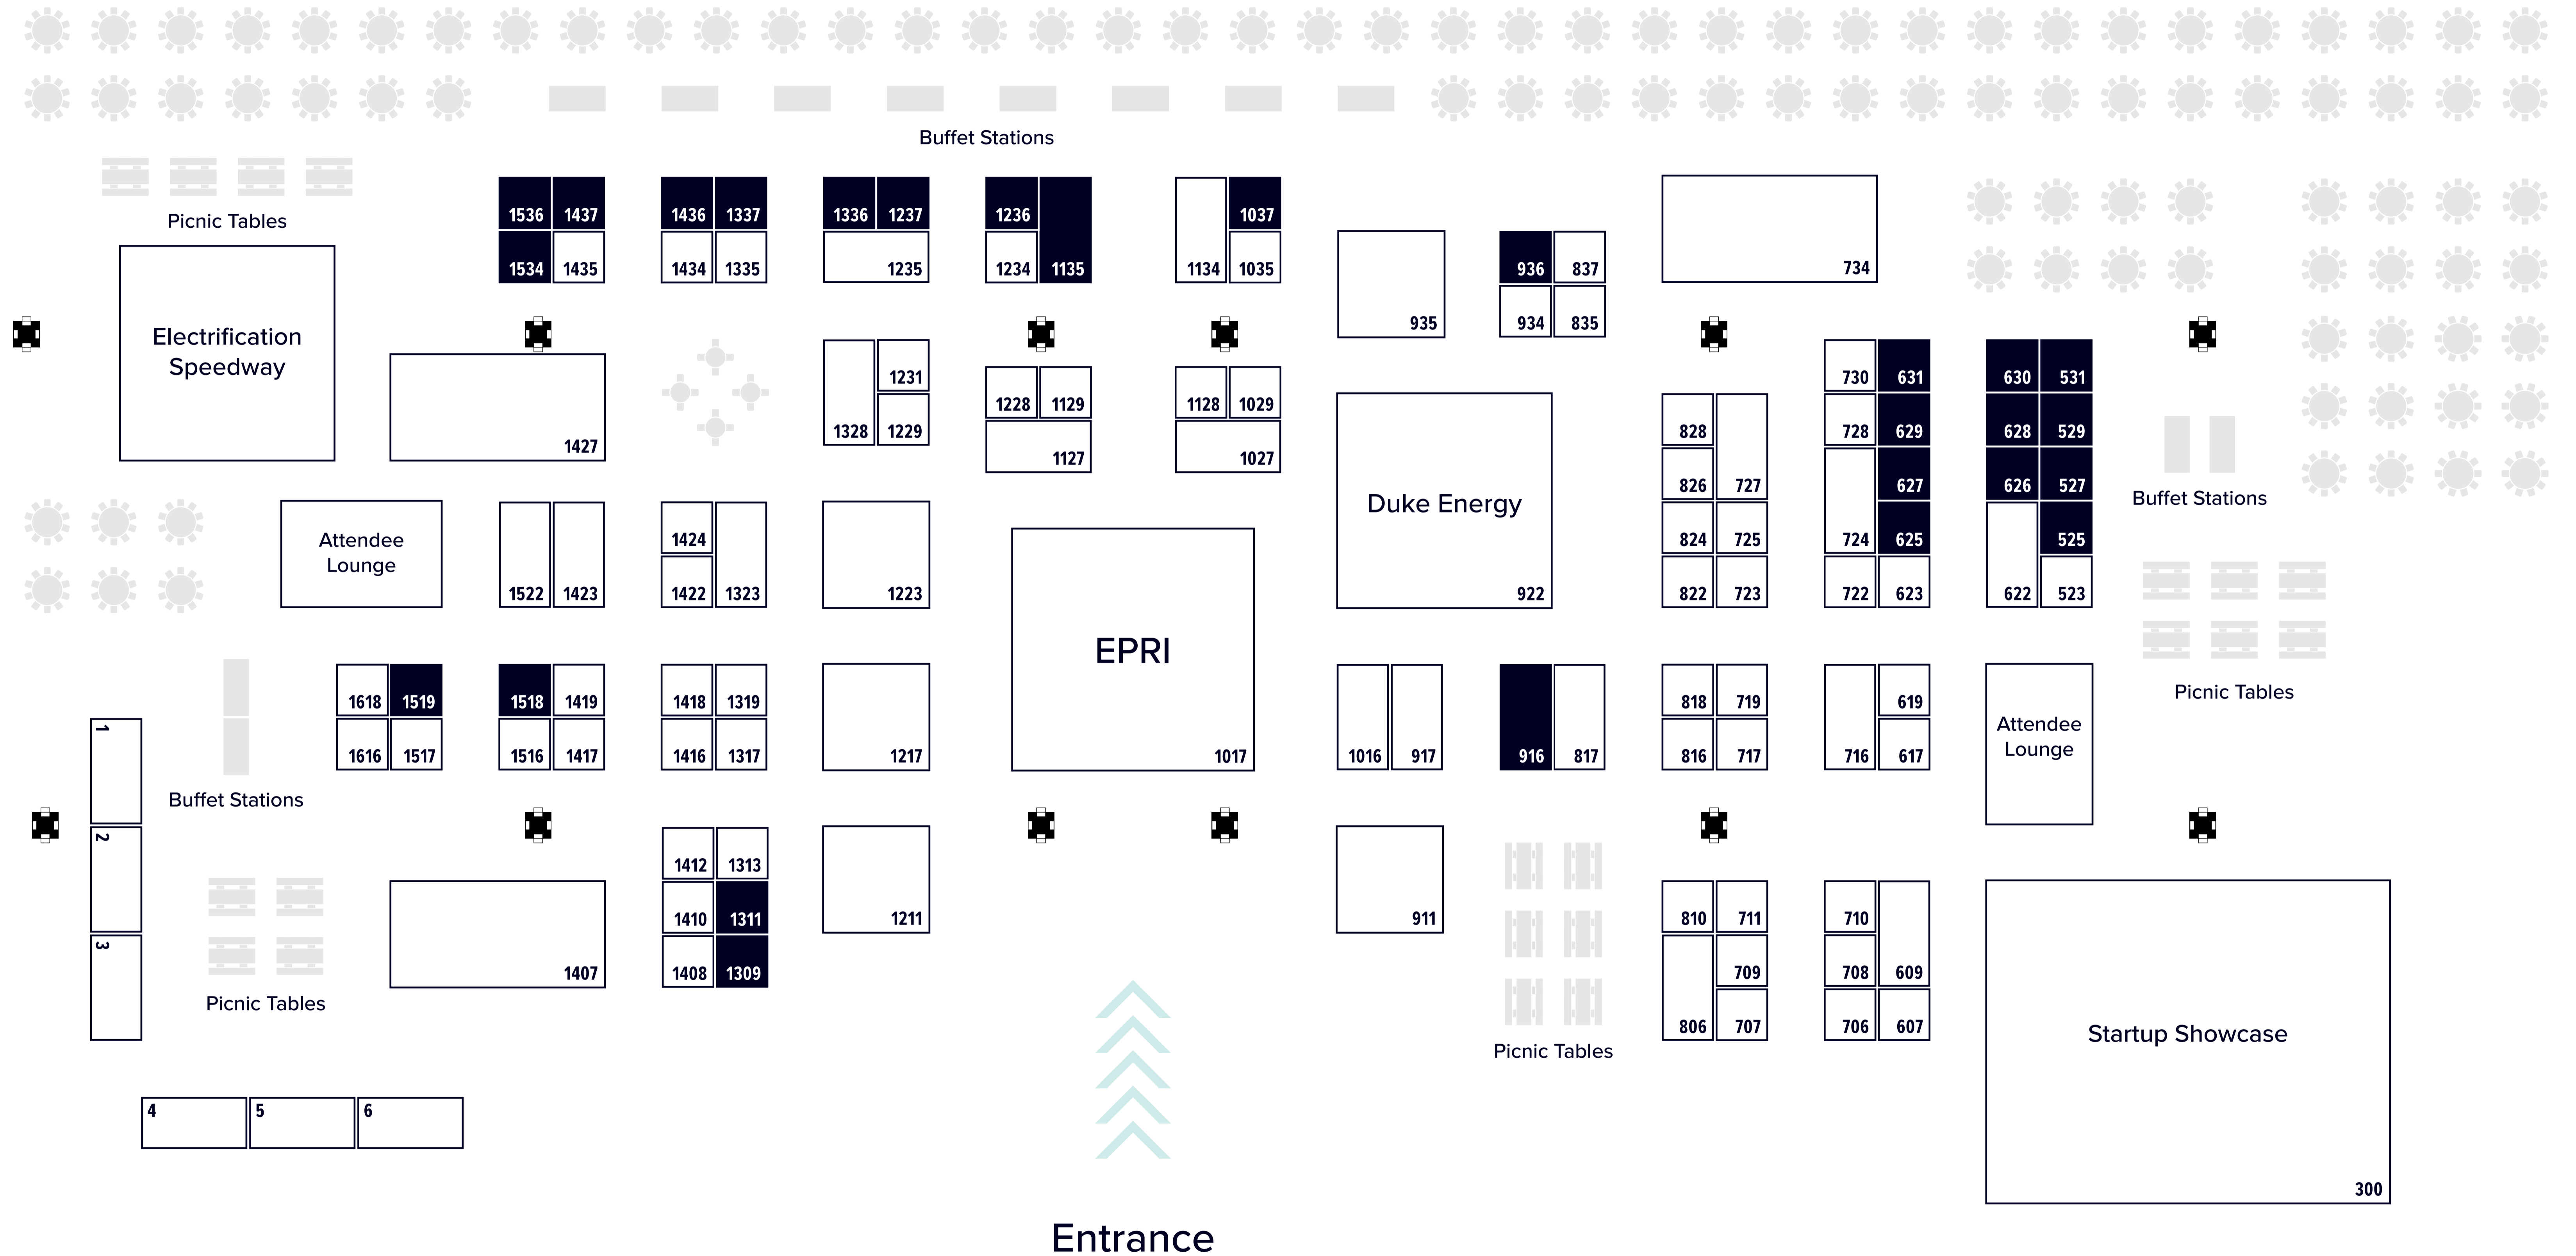 Buffet Stations
Picnic Tables
1536 1437 1436 1337 1336 1237 1236 1037
1534 1435 1434 1335 1235 1234 1135 1134 1035 936 837 734
Electrification
Speedway
935 934 835
1231 730 631 630 531
1228 1129 1128 1029
1427 1328 1229 828 728 629 628 529
1127 1027
826 727 627 626 527
Buffet Stations
Duke Energy
Attendee
Lounge
1424 824 725 724 625 525
1522 1423 1422 1323 1223 922 822 723 722 623 622 523
EPRI
Picnic Tables
1618 1519 1518 1419 1418 1319 818 719 619
Attendee
Lounge
1
1616 1517 1516 1417 1416 1317 1217 1017 1016 917 916 817 816 717 716 617
Buffet Stations
2
1412 1313
1410 1311 1211 911 810 711 710
3
1407 1408 1309 709 708 609
Picnic Tables
806 707 706 607
Startup Showcase
Picnic Tables
4 5 6
300
Entrance